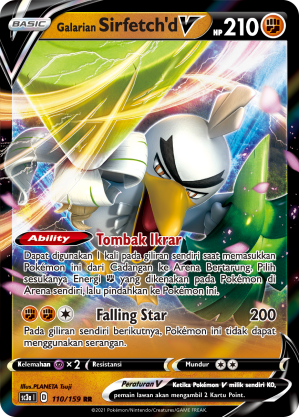 BASIC
Galarian Sirfetch'd V HP 210
Ability Tombak Ikrar
Dapat digunakan 1 kali pada giliran sendiri saat memasukkan
Pokémon ini dari Cadangan ke Arena Bertarung. Pilih
sesukanya Energi yang dikenakan pada Pokémon di
Arena sendiri, lalu pindahkan ke Pokémon ini.
Falling Star 200
Pada giliran sendiri berikutnya, Pokémon ini tidak dapat
menggunakan serangan.
Kelemahan ×2 Resistansi Mundur
Illus. PLANETA Tsuji
sc3a I D 110/159 RR
Peraturan V Ketika Pokémon V milik sendiri KO,
pemain lawan akan mengambil 2 kartu Point.
©2021 Pokémon/Nintendo/Creatures/GAME FREAK.